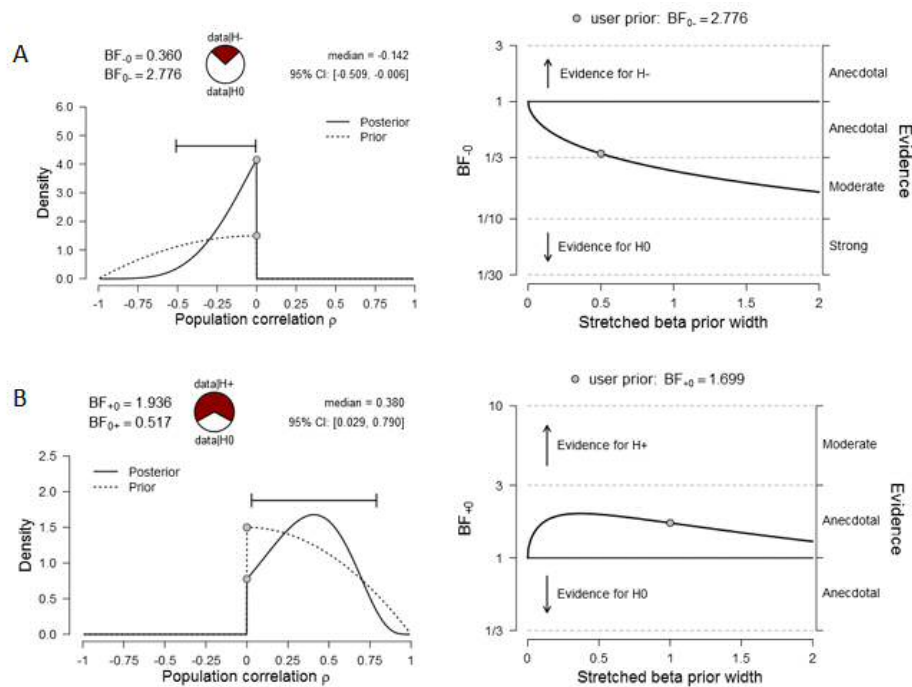 A
data|H-
BF-0 = 0.360
BF0- = 2.776
data|H0
median = -0.142
95% CI: [-0.509, -0.006]
Posterior
Prior
Density
6.0
5.0
4.0
3.0
2.0
1.0
0.0
-1 -0.75 -0.5 -0.25 0 0.25 0.5 0.75 1
Population correlation ρ
user prior: BF0- = 2.776
3
1
1/3
1/10
1/30
BF-0
Evidence for H-
Evidence for H0
Anecdotal
Anecdotal
Moderate
Strong
Evidence
0 0.5 1 1.5 2
Stretched beta prior width
B
data|H+
BF+0 = 1.936
BF0+ = 0.517
data|H0
median = 0.380
95% CI: [0.029, 0.790]
Posterior
Prior
Density
2.5
2.0
1.5
1.0
0.5
0.0
-1 -0.75 -0.5 -0.25 0 0.25 0.5 0.75 1
Population correlation ρ
user prior: BF+0 = 1.699
10
3
1
1/3
BF+0
Evidence for H+
Evidence for H0
Moderate
Anecdotal
Anecdotal
Evidence
0 0.5 1 1.5 2
Stretched beta prior width